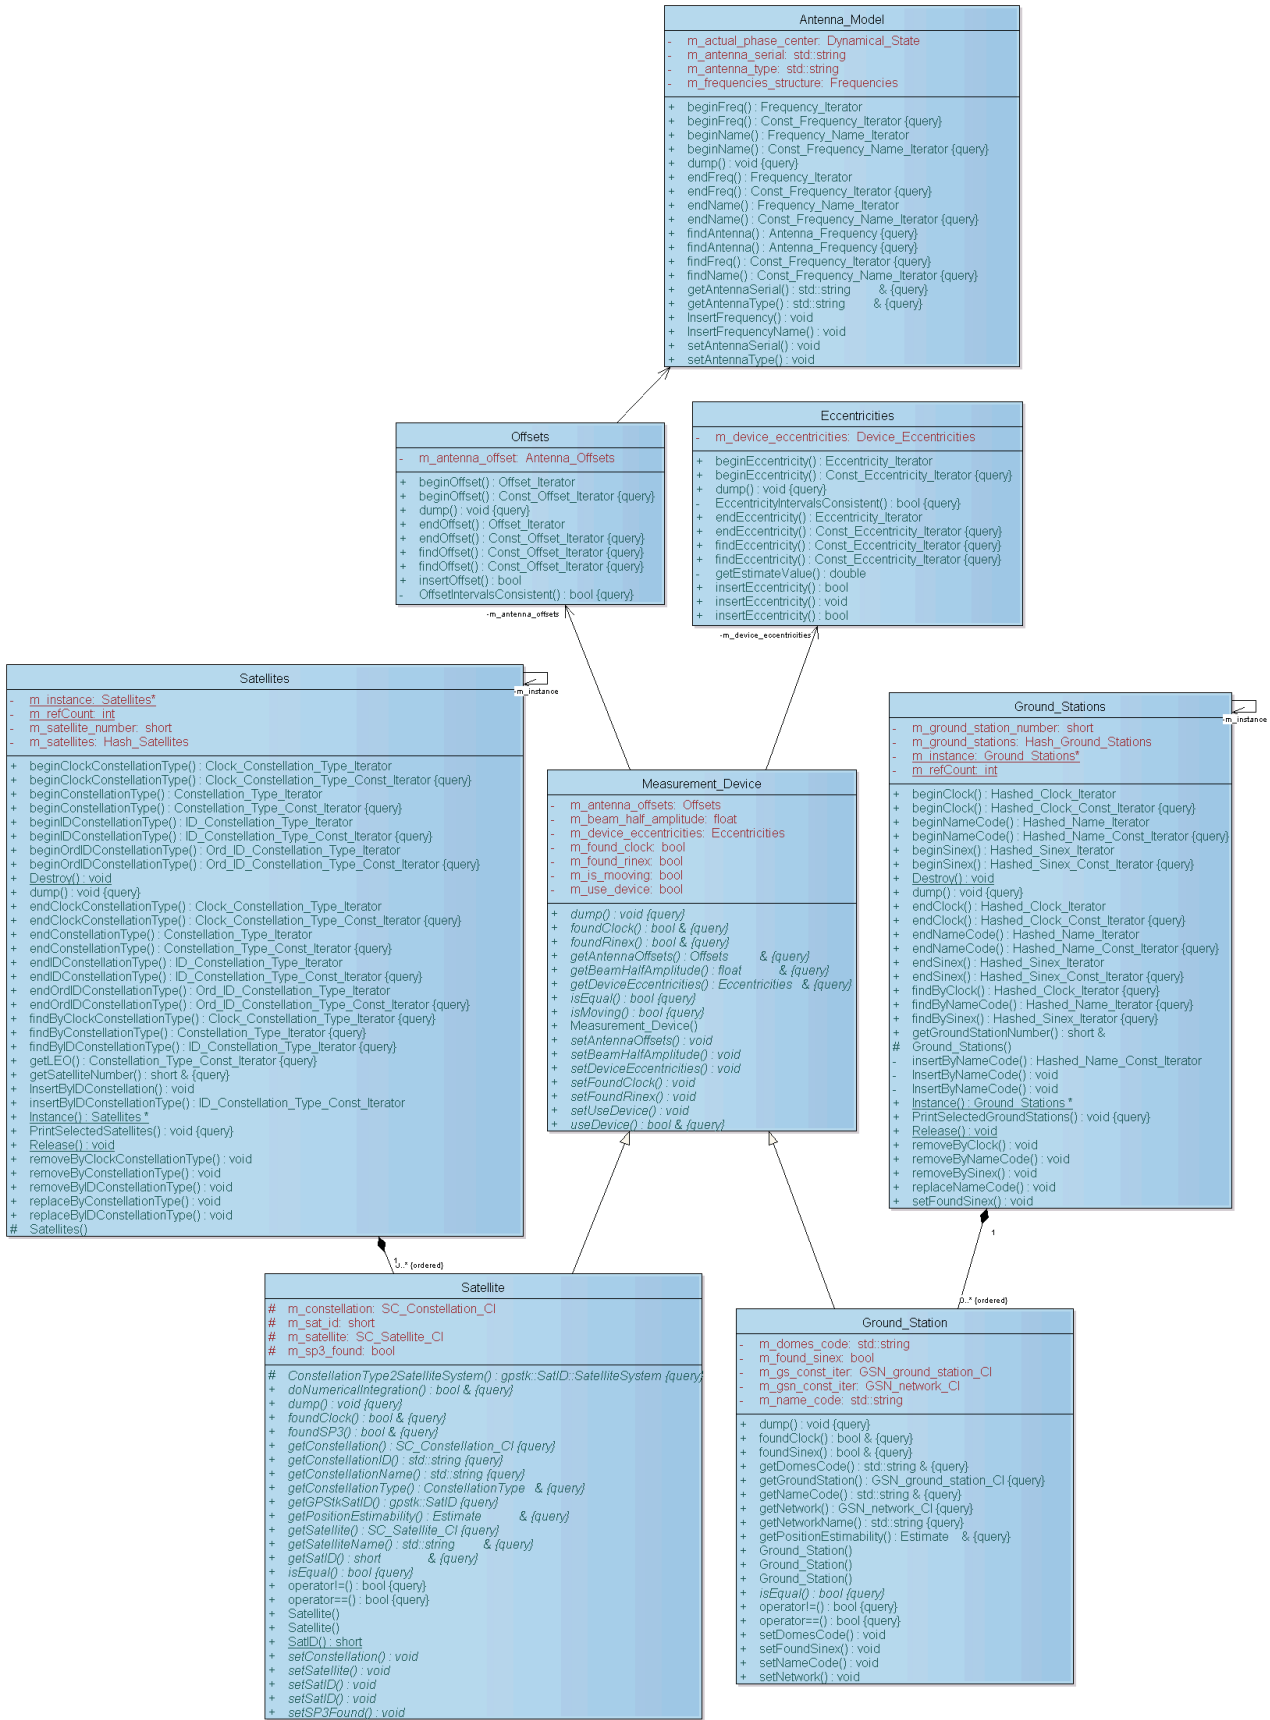 Antenna_Model
- m_actual_phase_center: Dynamical_State
- m_antenna_serial: std::string
- m_antenna_type: std::string
- m_frequencies_structure: Frequencies
+ beginFreq() : Frequency_Iterator
+ beginFreq() : Const_Frequency_Iterator {query}
+ beginName() : Frequency_Name_Iterator
+ beginName() : Const_Frequency_Name_Iterator {query}
+ dump() : void {query}
+ endFreq() : Frequency_Iterator
+ endFreq() : Const_Frequency_Iterator {query}
+ endName() : Frequency_Name_Iterator
+ endName() : Const_Frequency_Name_Iterator {query}
+ findAntenna() : Antenna_Frequency {query}
+ findAntenna() : Antenna_Frequency {query}
+ findFreq() : Const_Frequency_Iterator {query}
+ findName() : Const_Frequency_Name_Iterator {query}
+ getAntennaSerial() : std::string & {query}
+ getAntennaType() : std::string & {query}
+ InsertFrequency() : void
+ InsertFrequencyName() : void
+ setAntennaSerial() : void
+ setAntennaType() : void
Offsets
- m_antenna_offset: Antenna_Offsets
+ beginOffset() : Offset_Iterator
+ beginOffset() : Const_Offset_Iterator {query}
+ dump() : void {query}
+ endOffset() : Offset_Iterator
+ endOffset() : Const_Offset_Iterator {query}
+ findOffset() : Const_Offset_Iterator {query}
+ findOffset() : Const_Offset_Iterator {query}
+ insertOffset() : bool
- OffsetIntervalsConsistent() : bool {query}
-m_antenna_offsets
Eccentricities
- m_device_eccentricities: Device_Eccentricities
+ beginEccentricity() : Eccentricity_Iterator
+ beginEccentricity() : Const_Eccentricity_Iterator {query}
+ dump() : void {query}
- EccentricityIntervalsConsistent() : bool {query}
+ endEccentricity() : Eccentricity_Iterator
+ endEccentricity() : Const_Eccentricity_Iterator {query}
+ findEccentricity() : Const_Eccentricity_Iterator {query}
+ findEccentricity() : Const_Eccentricity_Iterator {query}
- getEstimateValue() : double
+ insertEccentricity() : bool
+ insertEccentricity() : void
+ insertEccentricity() : bool
-m_device_eccentricities
Satellites
- m_instance: Satellites*
- m_refCount: int
- m_satellite_number: short
- m_satellites: Hash_Satellites
+ beginClockConstellationType() : Clock_Constellation_Type_Iterator
+ beginClockConstellationType() : Clock_Constellation_Type_Const_Iterator {query}
+ beginConstellationType() : Constellation_Type_Iterator
+ beginConstellationType() : Constellation_Type_Const_Iterator {query}
+ beginIDConstellationType() : ID_Constellation_Type_Iterator
+ beginIDConstellationType() : ID_Constellation_Type_Const_Iterator {query}
+ beginOrdIDConstellationType() : Ord_ID_Constellation_Type_Iterator
+ beginOrdIDConstellationType() : Ord_ID_Constellation_Type_Const_Iterator {query}
+ Destroy() : void
+ dump() : void {query}
+ endClockConstellationType() : Clock_Constellation_Type_Iterator
+ endClockConstellationType() : Clock_Constellation_Type_Const_Iterator {query}
+ endConstellationType() : Constellation_Type_Iterator
+ endConstellationType() : Constellation_Type_Const_Iterator {query}
+ endIDConstellationType() : ID_Constellation_Type_Iterator
+ endIDConstellationType() : ID_Constellation_Type_Const_Iterator {query}
+ endOrdIDConstellationType() : Ord_ID_Constellation_Type_Iterator
+ endOrdIDConstellationType() : Ord_ID_Constellation_Type_Const_Iterator {query}
+ findByClockConstellationType() : Clock_Constellation_Type_Iterator {query}
+ findByConstellationType() : Constellation_Type_Iterator {query}
+ findByIDConstellationType() : ID_Constellation_Type_Iterator {query}
+ getLEO() : Constellation_Type_Const_Iterator {query}
+ getSatelliteNumber() : short & {query}
+ InsertByIDConstellation() : void
+ insertByIDConstellationType() : ID_Constellation_Type_Const_Iterator
+ Instance() : Satellites *
+ PrintSelectedSatellites() : void {query}
+ Release() : void
+ removeByClockConstellationType() : void
+ removeByConstellationType() : void
+ removeByIDConstellationType() : void
+ replaceByConstellationType() : void
+ replaceByIDConstellationType() : void
# Satellites()
-m_instance
Measurement_Device
- m_antenna_offsets: Offsets
- m_beam_half_amplitude: float
- m_device_eccentricities: Eccentricities
- m_found_clock: bool
- m_found_rinex: bool
- m_is_mooving: bool
- m_use_device: bool
+ dump() : void {query}
+ foundClock() : bool & {query}
+ foundRinex() : bool & {query}
+ getAntennaOffsets() : Offsets & {query}
+ getBeamHalfAmplitude() : float & {query}
+ getDeviceEccentricities() : Eccentricities & {query}
+ isEqual() : bool {query}
+ isMoving() : bool {query}
+ Measurement_Device()
+ setAntennaOffsets() : void
+ setBeamHalfAmplitude() : void
+ setDeviceEccentricities() : void
+ setFoundClock() : void
+ setFoundRinex() : void
+ setUseDevice() : void
+ useDevice() : bool & {query}
Ground_Stations
- m_ground_station_number: short
- m_ground_stations: Hash_Ground_Stations
- m_instance: Ground_Stations*
- m_refCount: int
+ beginClock() : Hashed_Clock_Iterator
+ beginClock() : Hashed_Clock_Const_Iterator {query}
+ beginNameCode() : Hashed_Name_Iterator
+ beginNameCode() : Hashed_Name_Const_Iterator {query}
+ beginSinex() : Hashed_Sinex_Iterator
+ beginSinex() : Hashed_Sinex_Const_Iterator {query}
+ Destroy() : void
+ dump() : void {query}
+ endClock() : Hashed_Clock_Iterator
+ endClock() : Hashed_Clock_Const_Iterator {query}
+ endNameCode() : Hashed_Name_Iterator
+ endNameCode() : Hashed_Name_Const_Iterator {query}
+ endSinex() : Hashed_Sinex_Iterator
+ endSinex() : Hashed_Sinex_Const_Iterator {query}
+ findByClock() : Hashed_Clock_Iterator {query}
+ findByNameCode() : Hashed_Name_Iterator {query}
+ findBySinex() : Hashed_Sinex_Iterator {query}
+ getGroundStationNumber() : short &
# Ground_Stations()
- insertByNameCode() : Hashed_Name_Const_Iterator
- InsertByNameCode() : void
- InsertByNameCode() : void
+ Instance() : Ground_Stations *
+ PrintSelectedGroundStations() : void {query}
+ Release() : void
+ removeByClock() : void
+ removeByNameCode() : void
+ removeBySinex() : void
+ replaceNameCode() : void
+ setFoundSinex() : void
-m_instance
1
0..* {ordered}
Satellite
# m_constellation: SC_Constellation_CI
# m_sat_id: short
# m_satellite: SC_Satellite_CI
# m_sp3_found: bool
# ConstellationType2SatelliteSystem() : gpstk::SatID::SatelliteSystem {query}
+ doNumericalIntegration() : bool & {query}
+ dump() : void {query}
+ foundClock() : bool & {query}
+ foundSP3() : bool & {query}
+ getConstellation() : SC_Constellation_CI {query}
+ getConstellationID() : std::string {query}
+ getConstellationName() : std::string {query}
+ getConstellationType() : ConstellationType & {query}
+ getGPStkSatID() : gpstk::SatID {query}
+ getPositionEstimability() : Estimate & {query}
+ getSatellite() : SC_Satellite_CI {query}
+ getSatelliteName() : std::string & {query}
+ getSatID() : short & {query}
+ isEqual() : bool {query}
+ operator!=() : bool {query}
+ operator==() : bool {query}
+ Satellite()
+ Satellite()
+ SatID() : short
+ setConstellation() : void
+ setSatellite() : void
+ setSatID() : void
+ setSatID() : void
+ setSP3Found() : void
1
0..* {ordered}
Ground_Station
- m_domes_code: std::string
- m_found_sinex: bool
- m_gs_const_iter: GSN_ground_station_CI
- m_gsn_const_iter: GSN_network_CI
- m_name_code: std::string
+ dump() : void {query}
+ foundClock() : bool & {query}
+ foundSinex() : bool & {query}
+ getDomesCode() : std::string & {query}
+ getGroundStation() : GSN_ground_station_CI {query}
+ getNameCode() : std::string & {query}
+ getNetwork() : GSN_network_CI {query}
+ getNetworkName() : std::string {query}
+ getPositionEstimability() : Estimate & {query}
+ Ground_Station()
+ Ground_Station()
+ Ground_Station()
+ isEqual() : bool {query}
+ operator!=() : bool {query}
+ operator==() : bool {query}
+ setDomesCode() : void
+ setFoundSinex() : void
+ setNameCode() : void
+ setNetwork() : void